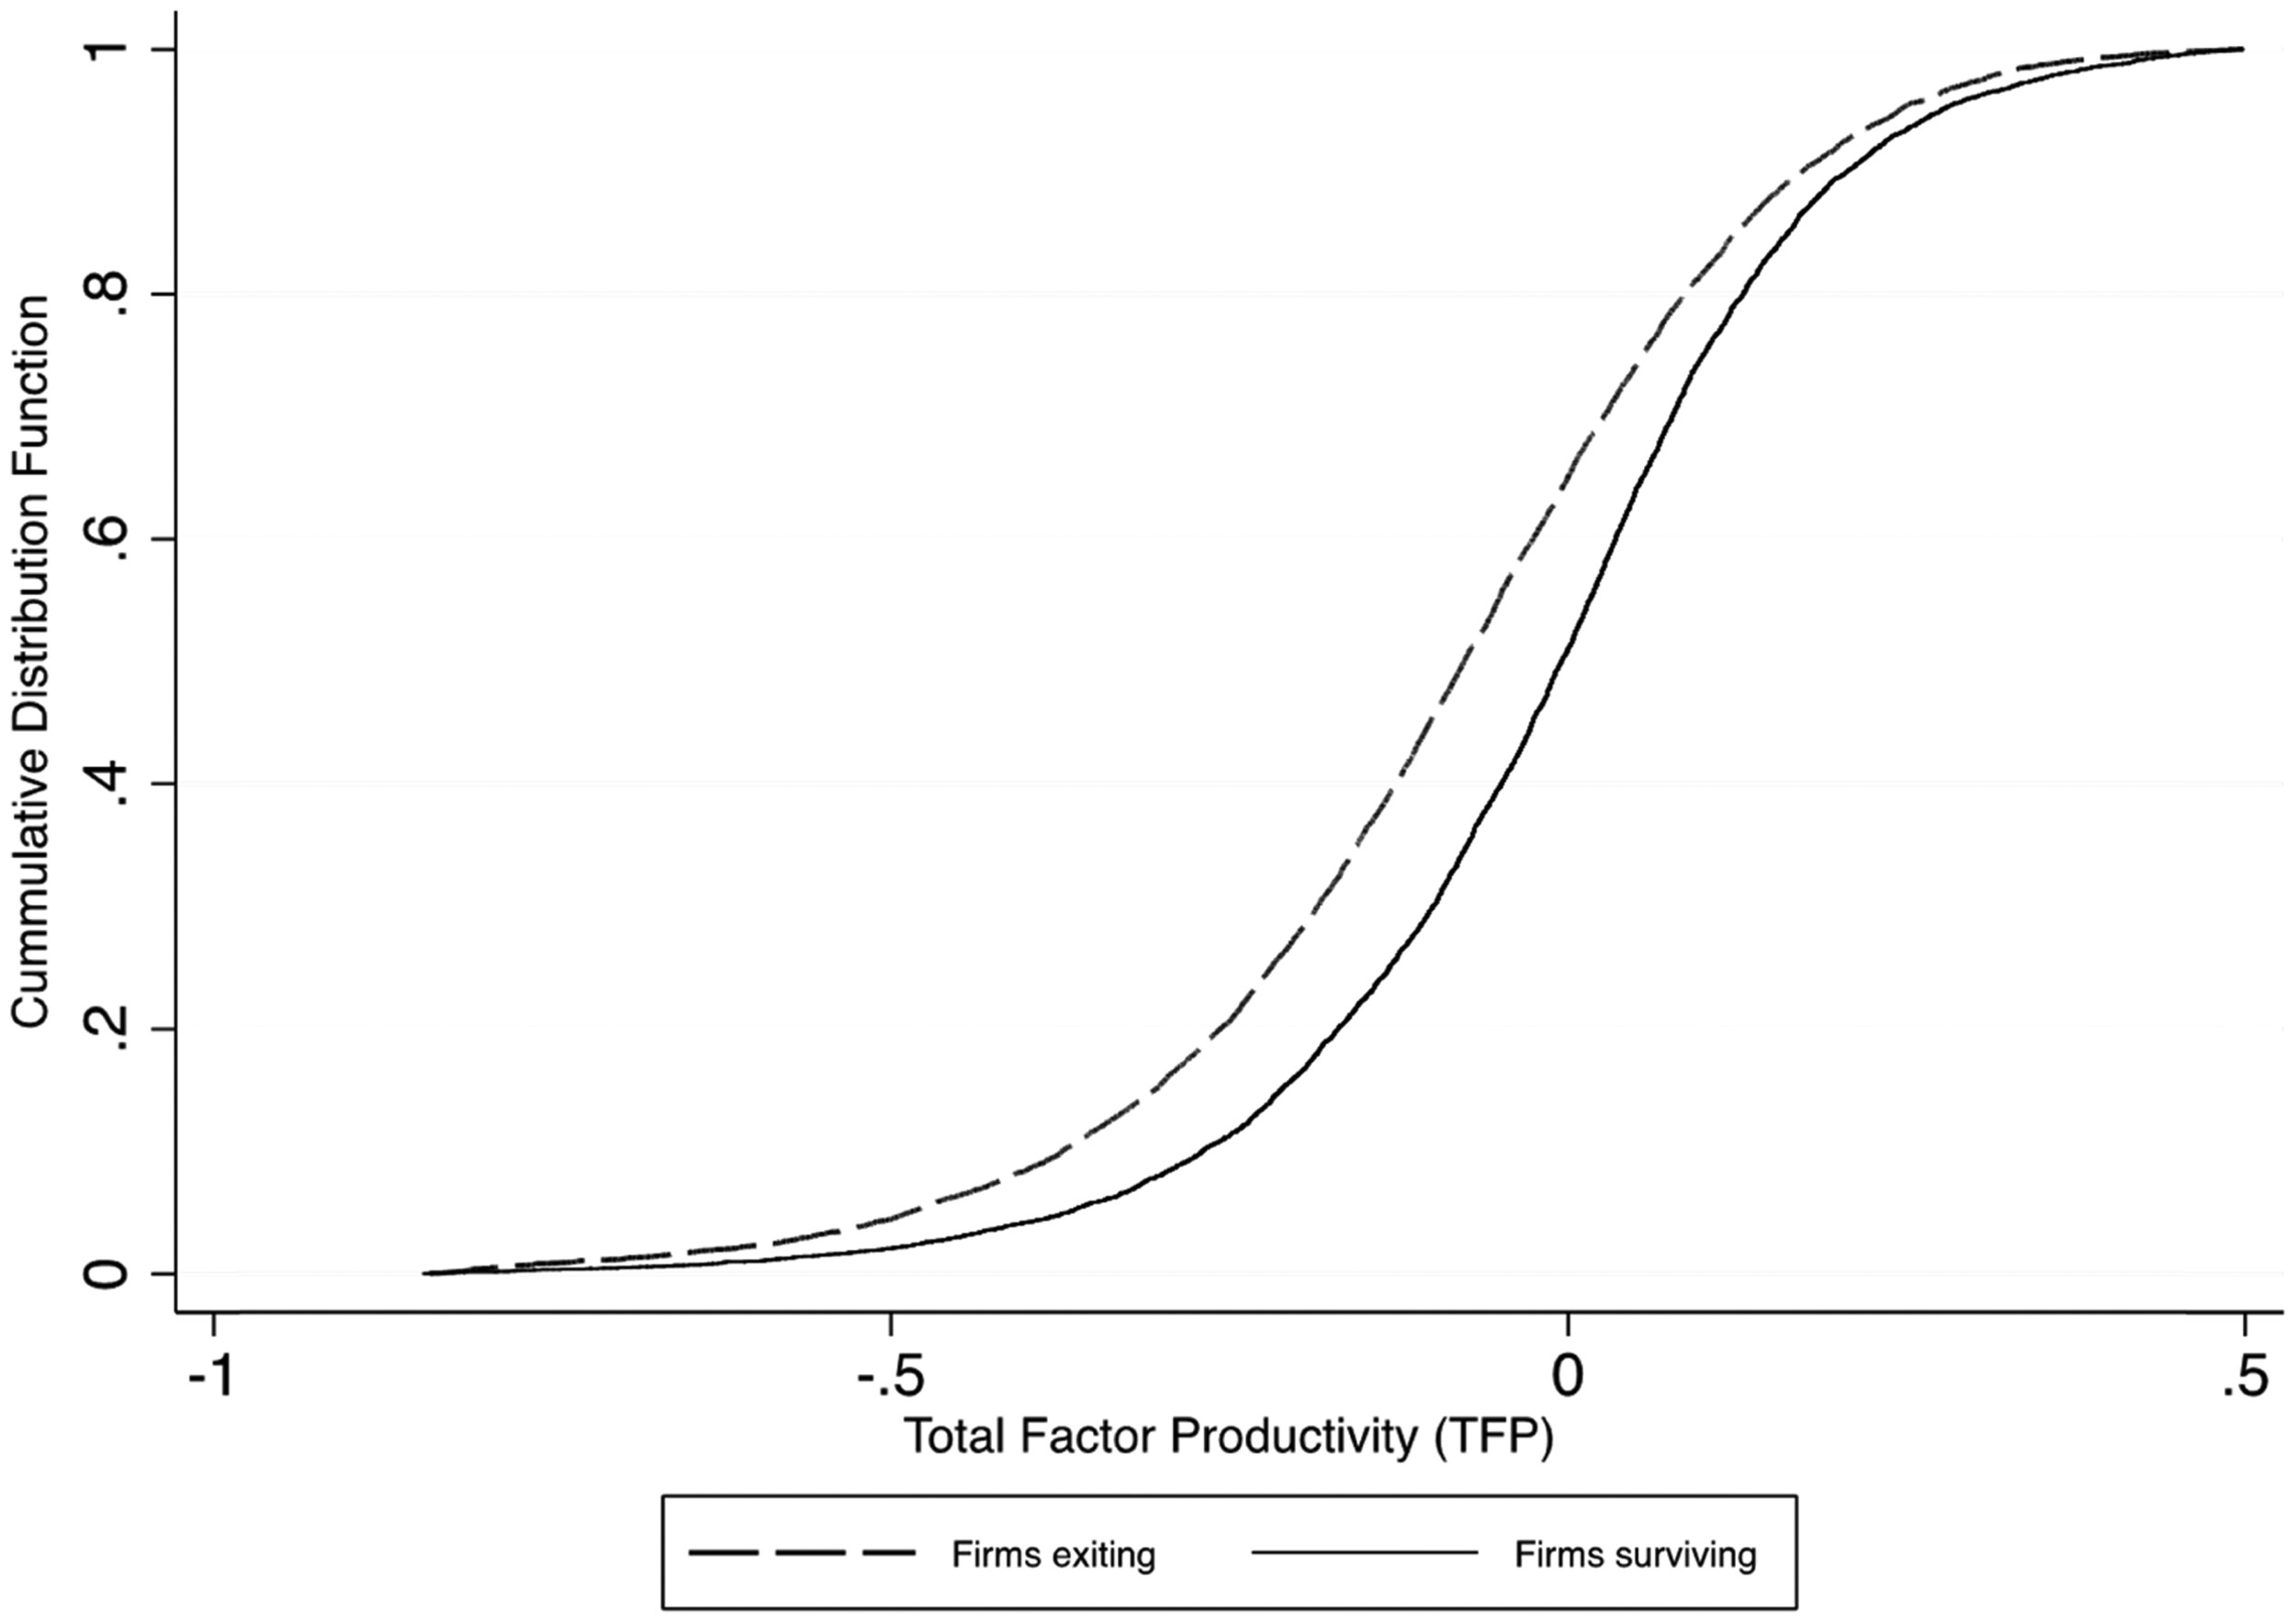 Cummulative Distribution Function
1
.8
.6
.4
.2
0
-1 -.5 0 .5
Total Factor Productivity (TFP)
Firms exiting Firms surviving